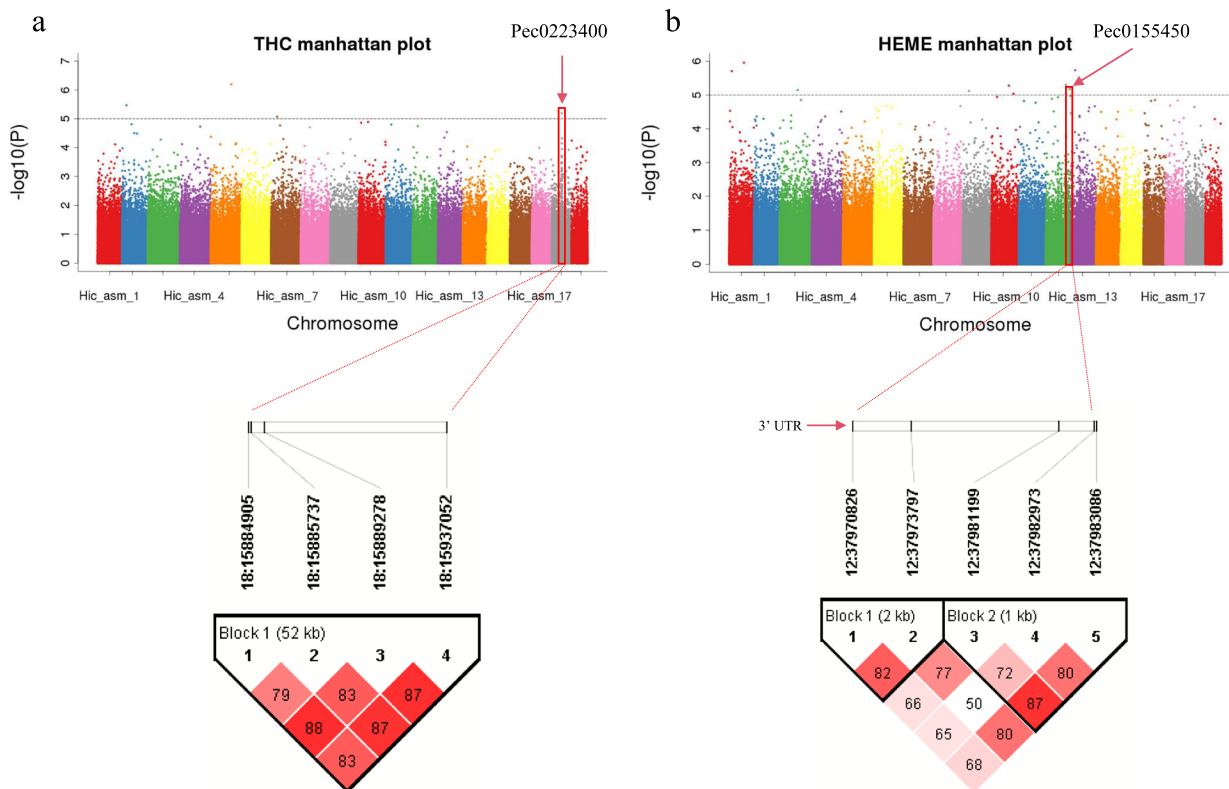 a
Pec0223400
THC manhattan plot
7
6
5
4
3
2
1
0
-log10(P)
Hic_asm_1
Hic_asm_4
Hic_asm_7
Hic_asm_10
Hic_asm_13
Hic_asm_17
Chromosome
18:15884905
18:15885737
18:15889278
18:15937052
Block 1 (52 kb)
1 2 3 4
79 83 87
88 87
83
b
Pec0155450
HEME manhattan plot
6
5
4
3
2
1
0
-log10(P)
Hic_asm_1
Hic_asm_4
Hic_asm_7
Hic_asm_10
Hic_asm_13
Hic_asm_17
Chromosome
3' UTR
12:37970826
12:37973797
12:37981199
12:37982973
12:37983086
Block 1 (2 kb) Block 2 (1 kb)
1 2 3 4 5
82 77 72 80
66 50 87
65 80
68